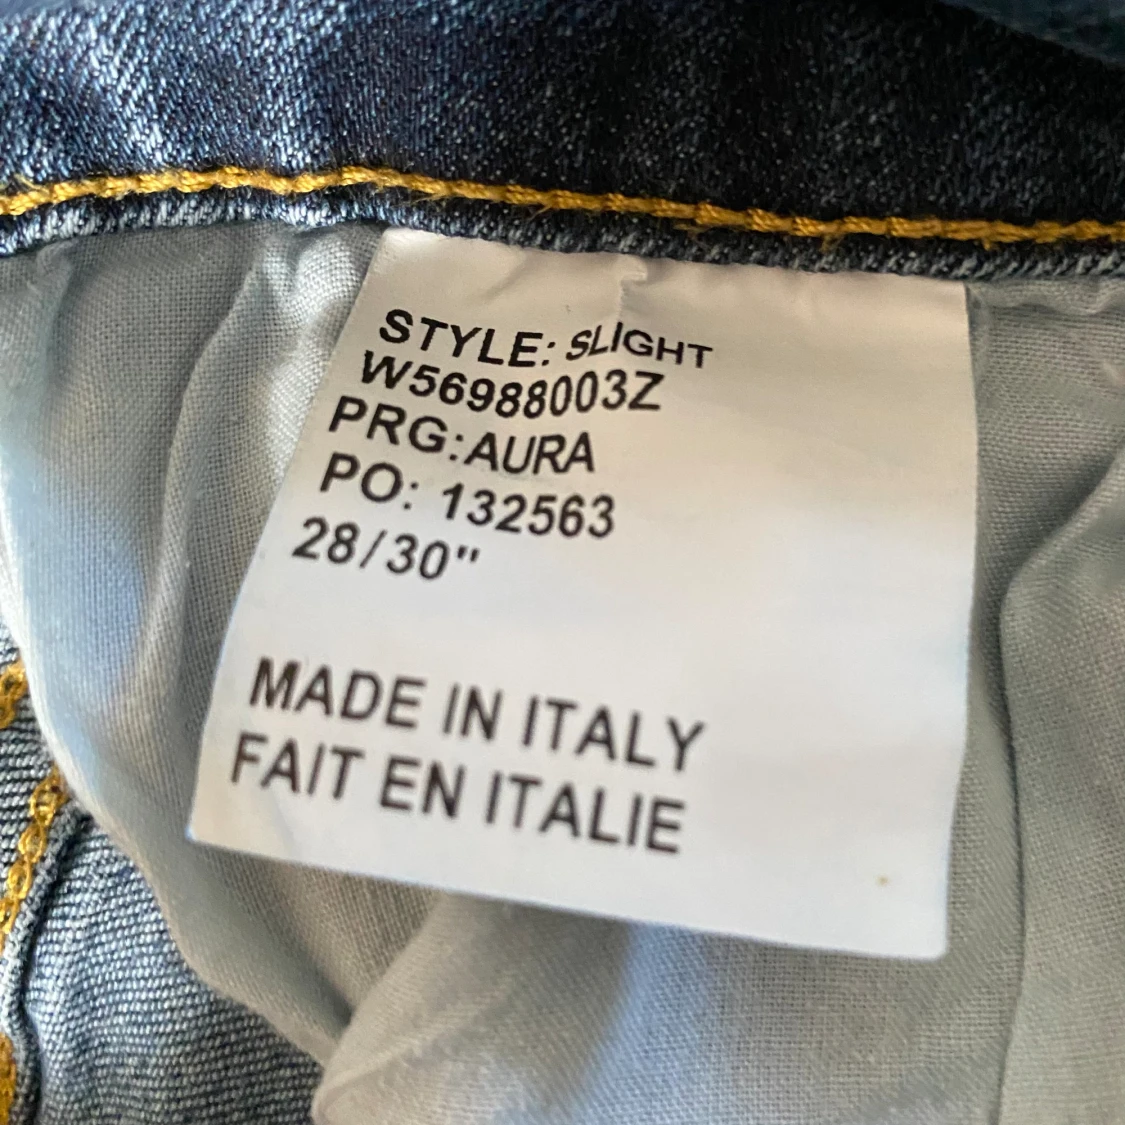 STYLE: SLIGHT
W56988003Z
PRG:AURA
PO: 132563
28/30"
MADE IN ITALY
FAIT EN ITALIE